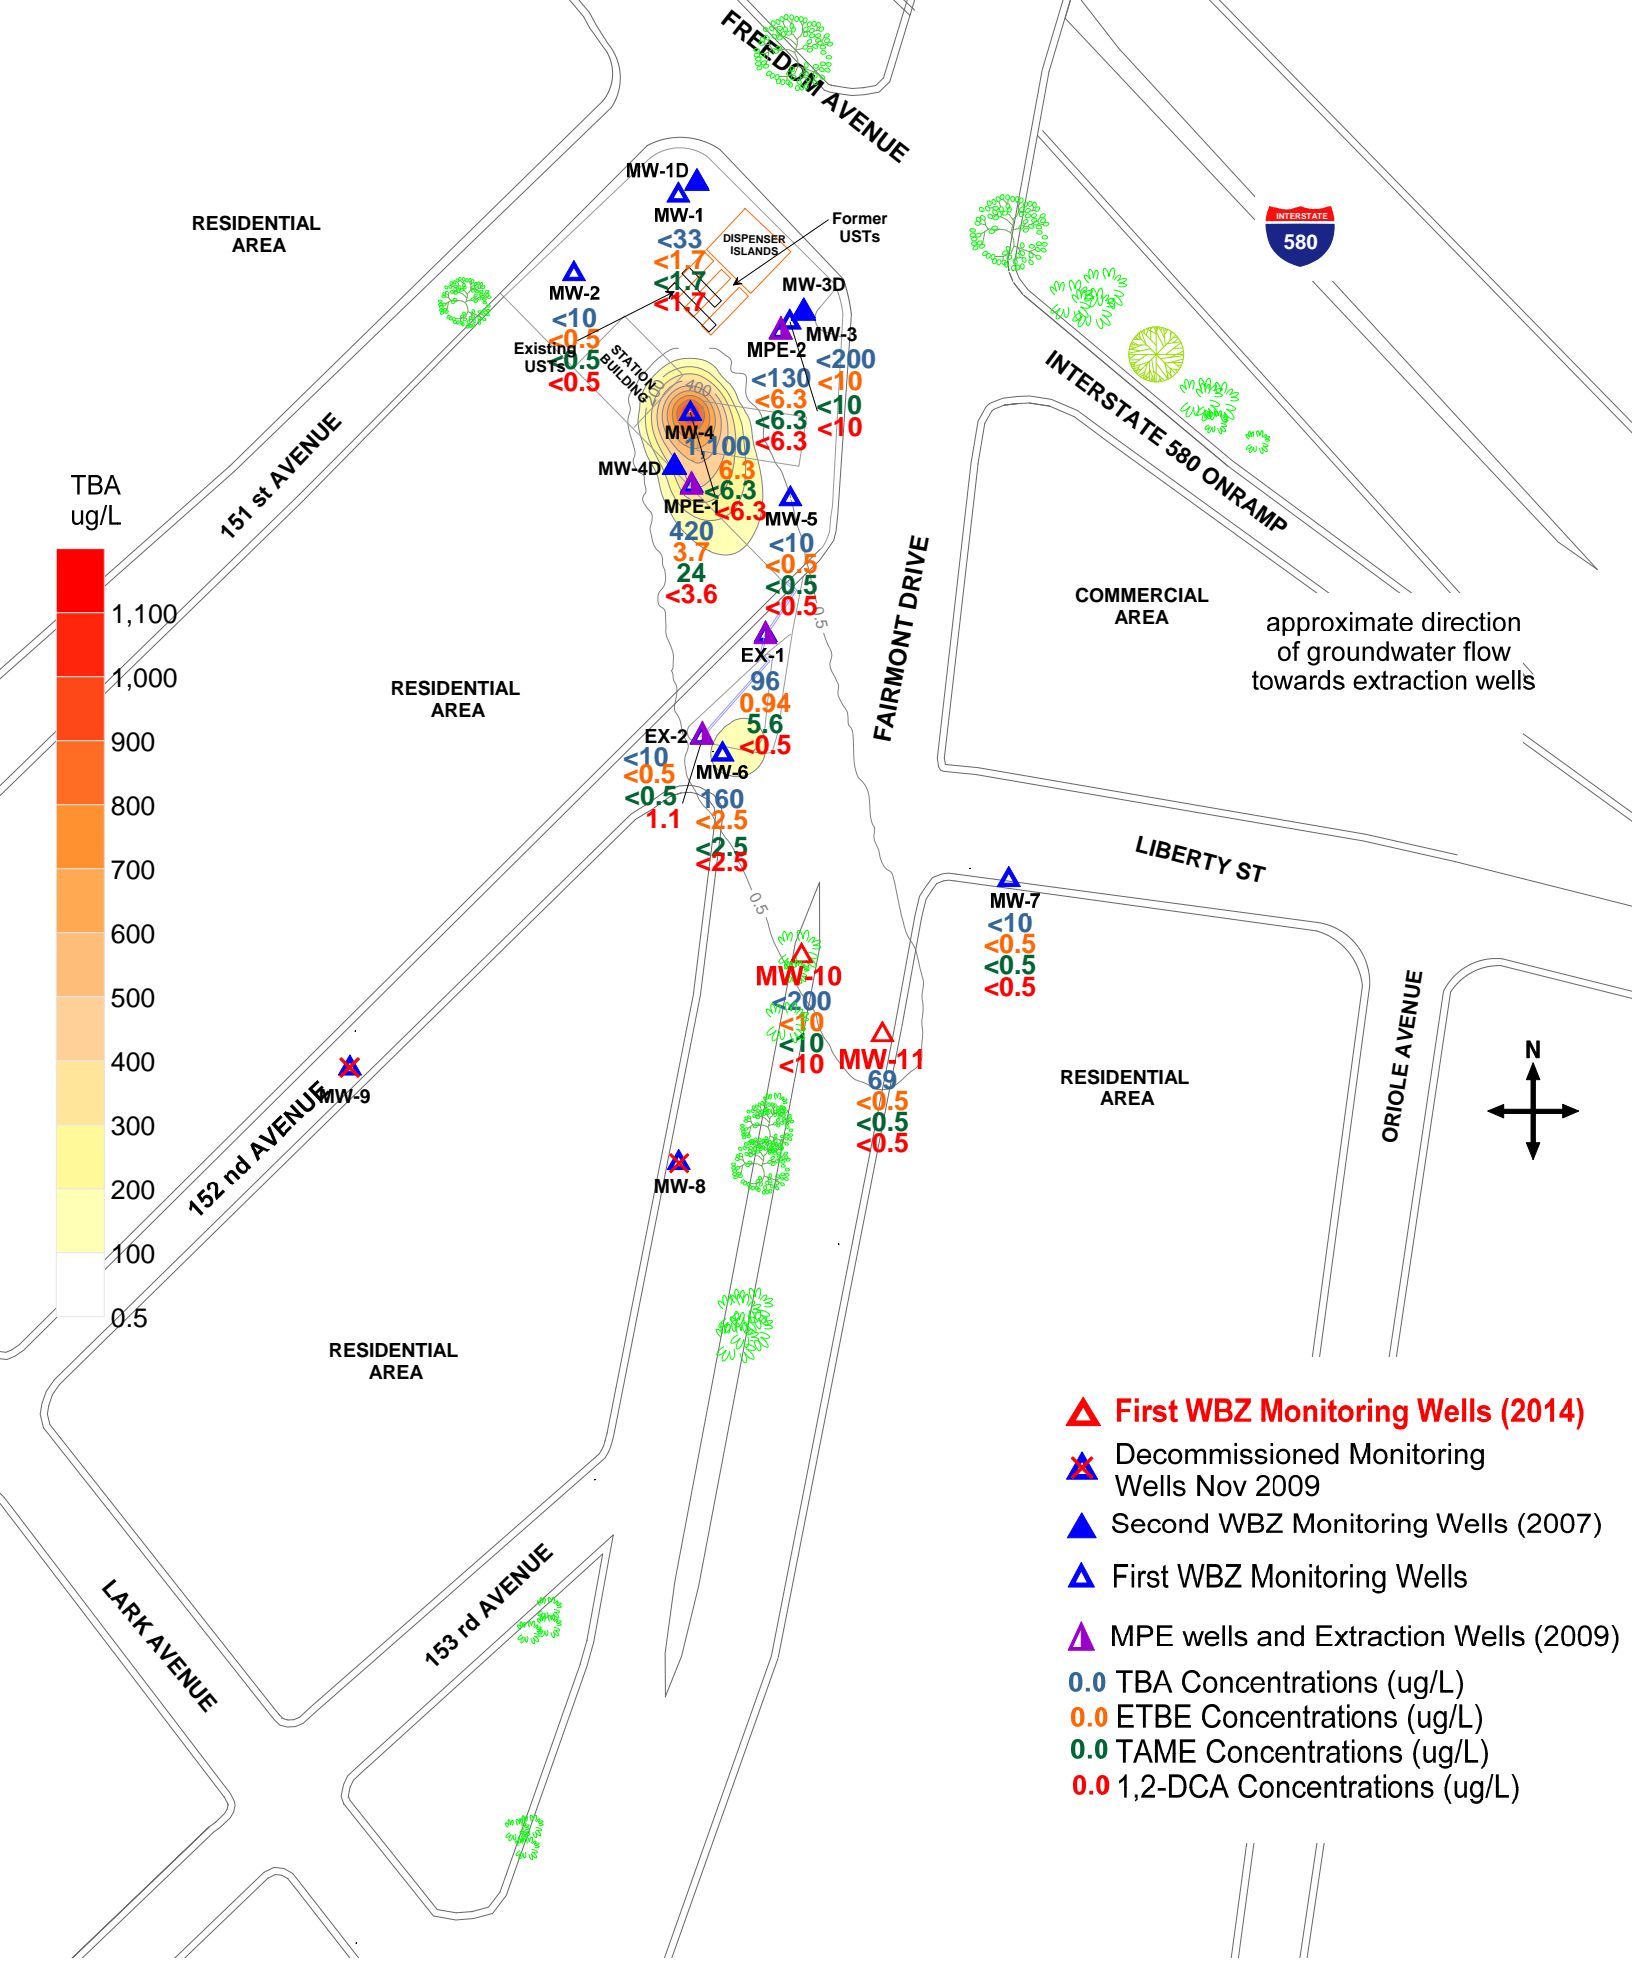 FREEDOM AVENUE
MW-1D
MW-1
<33
<1.7
<1.7
<1.7
DISPENSER
ISLANDS
Former
USTs
RESIDENTIAL
AREA
INTERSTATE
580
MW-2
<10
<0.5
<0.5
<0.5
Existing
USTs
STATION
BUILDING
MW-3D
MW-3
<200
<10
<10
<10
MPE-2
<130
<6.3
<6.3
<6.3
400
MW-4
1,100
6.3
<6.3
<6.3
MW-4D
MPE-1
420
3.7
24
<3.6
MW-5
<10
<0.5
<0.5
<0.5
0.5
151 st AVENUE
INTERSTATE 580 ONRAMP
FAIRMONT DRIVE
COMMERCIAL
AREA
approximate direction
of groundwater flow
towards extraction wells
TBA
ug/L
1,100
1,000
900
800
700
600
500
400
300
200
100
0.5
RESIDENTIAL
AREA
EX-1
96
0.94
5.6
<0.5
EX-2
<10
<0.5
<0.5
1.1
MW-6
160
<2.5
<2.5
<2.5
0.5
LIBERTY ST
MW-7
<10
<0.5
<0.5
<0.5
MW-10
<200
<10
<10
<10
MW-11
69
<0.5
<0.5
<0.5
MW-9
152 nd AVENUE
MW-8
RESIDENTIAL
AREA
ORIOLE AVENUE
N
RESIDENTIAL
AREA
LARK AVENUE
153 rd AVENUE
First WBZ Monitoring Wells (2014)
Decommissioned Monitoring
Wells Nov 2009
Second WBZ Monitoring Wells (2007)
First WBZ Monitoring Wells
MPE wells and Extraction Wells (2009)
0.0 TBA Concentrations (ug/L)
0.0 ETBE Concentrations (ug/L)
0.0 TAME Concentrations (ug/L)
0.0 1,2-DCA Concentrations (ug/L)